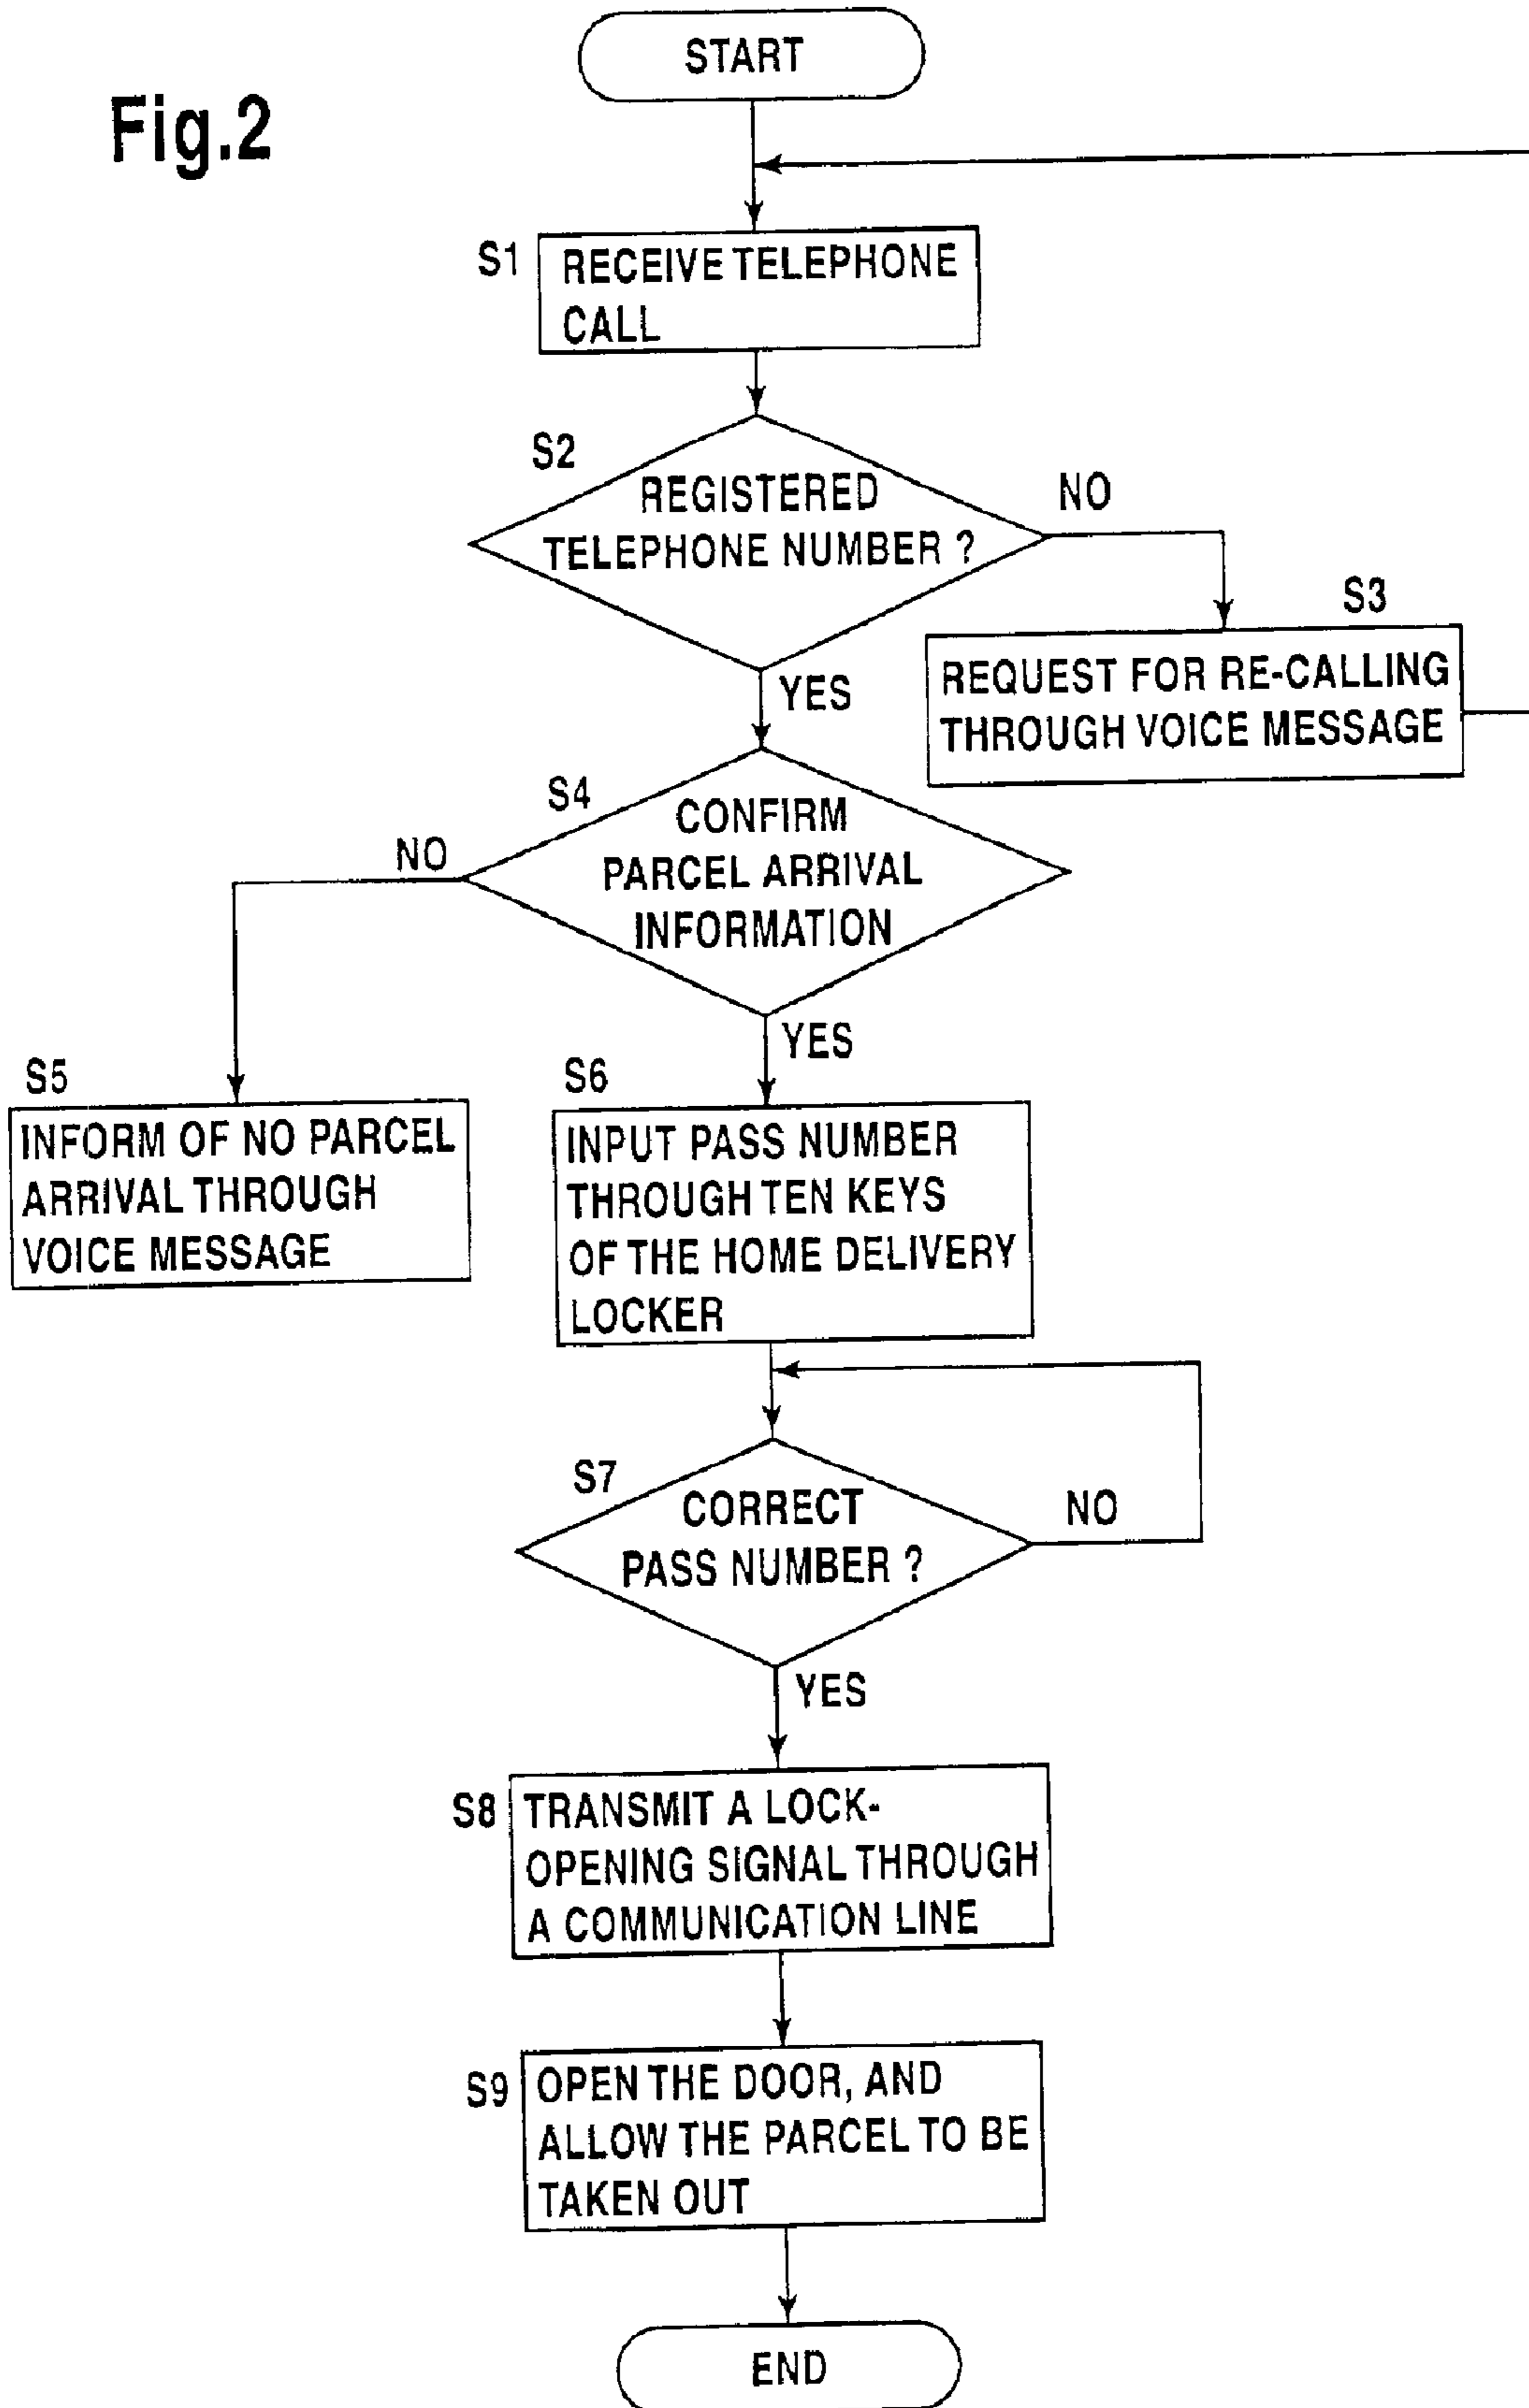 Fig.2
START
S1
RECEIVE TELEPHONE
CALL
S2
REGISTERED
TELEPHONE NUMBER ?
NO
YES
S3
REQUEST FOR RE-CALLING
THROUGH VOICE MESSAGE
S4
CONFIRM
PARCEL ARRIVAL
INFORMATION
NO
YES
S5
INFORM OF NO PARCEL
ARRIVAL THROUGH
VOICE MESSAGE
S6
INPUT PASS NUMBER
THROUGH TEN KEYS
OF THE HOME DELIVERY
LOCKER
S7
CORRECT
PASS NUMBER ?
NO
YES
S8
TRANSMIT A LOCK-
OPENING SIGNAL THROUGH
A COMMUNICATION LINE
S9
OPEN THE DOOR, AND
ALLOW THE PARCEL TO BE
TAKEN OUT
END